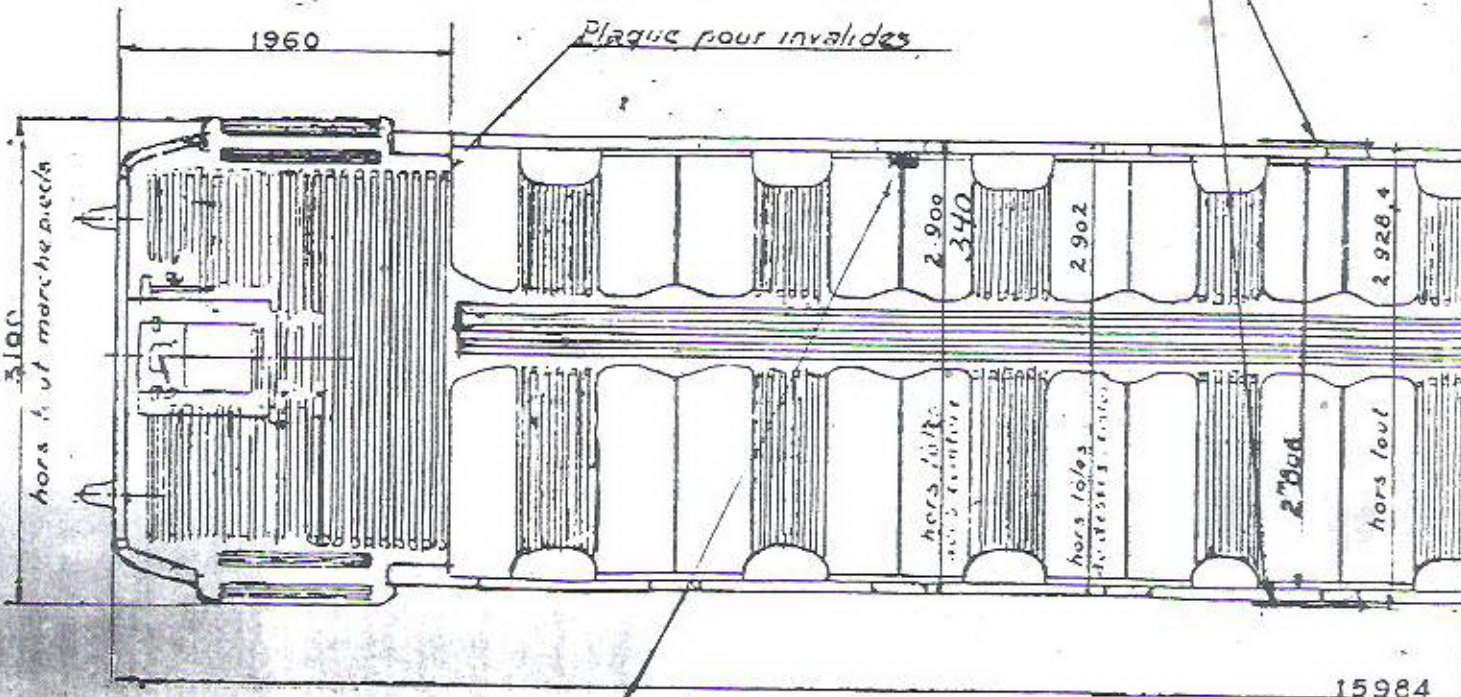 1960
Plaque pour invalides
hors tout marchepieds
2.900
340
2 902
2 928,4
hors tôles
hors tôles
hors tout
15984